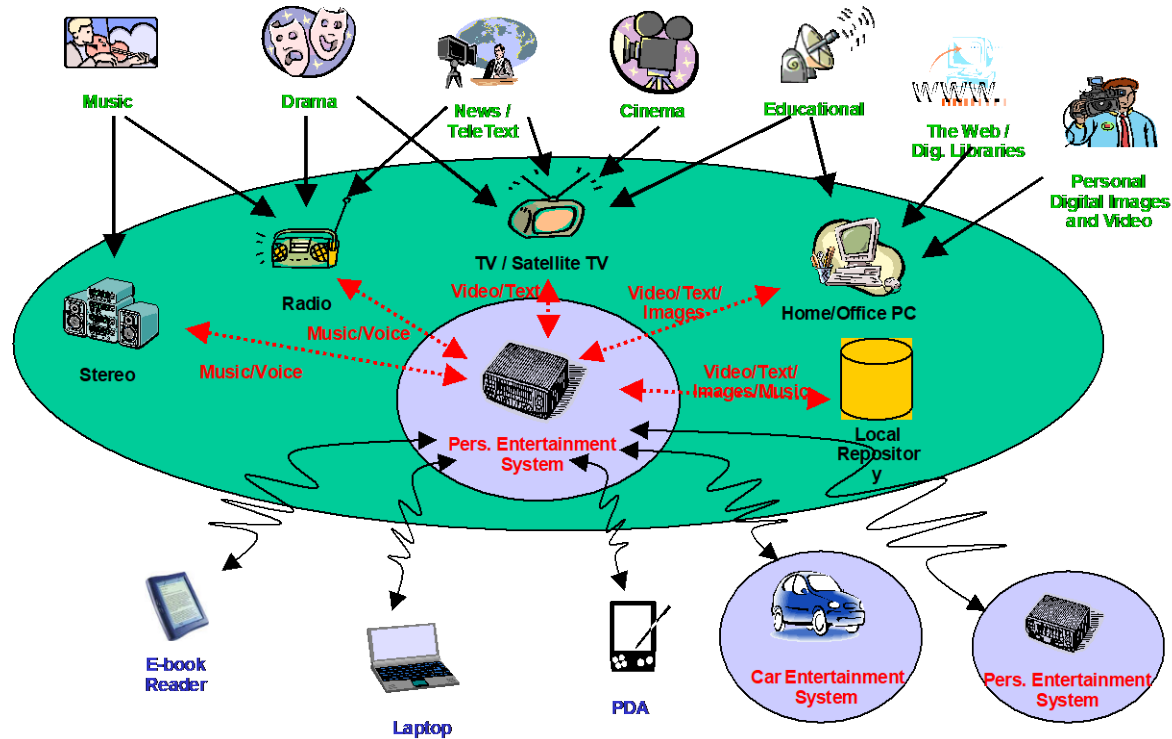 Music
Drama
News /
TeleText
Cinema
Educational
WWW
The Web /
Dig. Libraries
Personal
Digital Images
and Video
TV / Satellite TV
Radio
Home/Office PC
Stereo
Video/Text
Video/Text/
Images
Music/Voice
Music/Voice
Video/Text/
Images/Music
Local
Repositor
y
Pers. Entertainment
System
E-book
Reader
Laptop
PDA
Car Entertainment
System
Pers. Entertainment
System